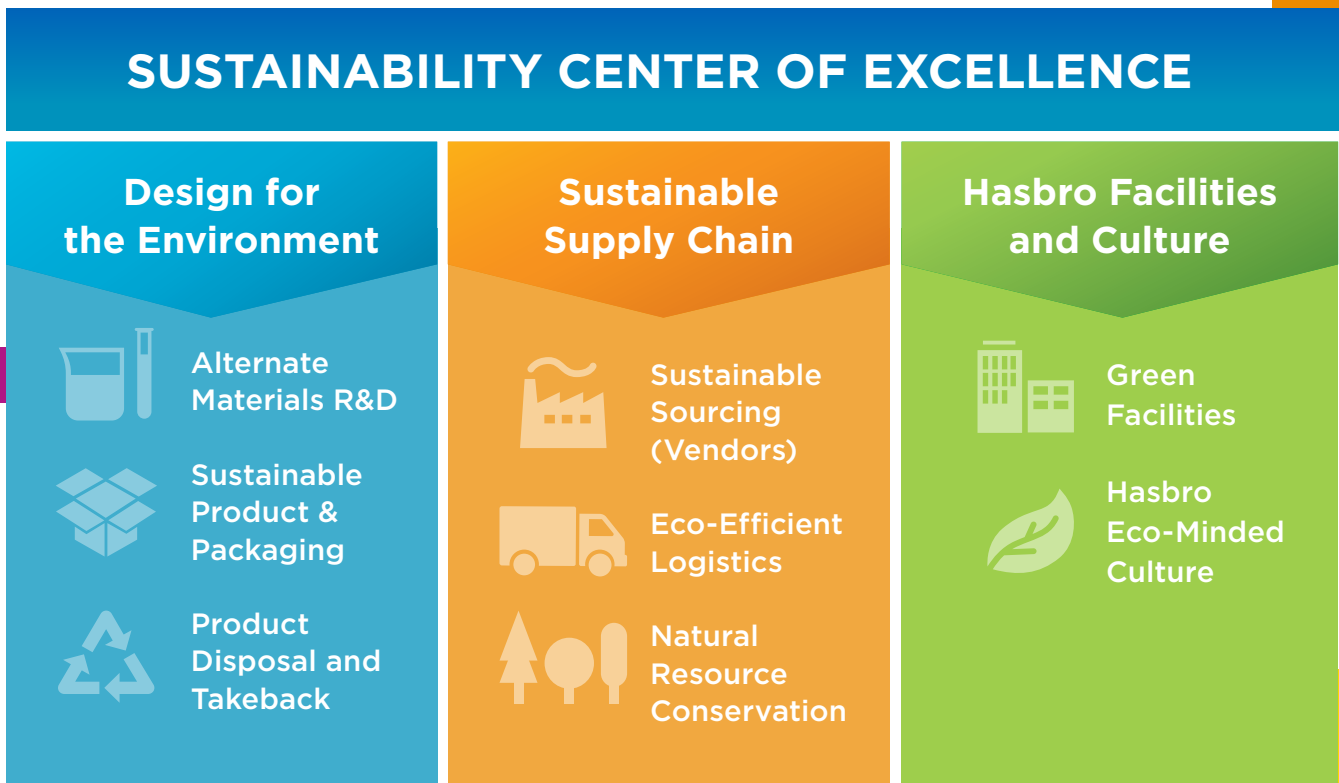 SUSTAINABILITY CENTER OF EXCELLENCE
Design for
the Environment
Alternate
Materials R&D
Sustainable
Product &
Packaging
Product
Disposal and
Takeback
Sustainable
Supply Chain
Sustainable
Sourcing
(Vendors)
Eco-Efficient
Logistics
Natural
Resource
Conservation
Hasbro Facilities
and Culture
Green
Facilities
Hasbro
Eco-Minded
Culture